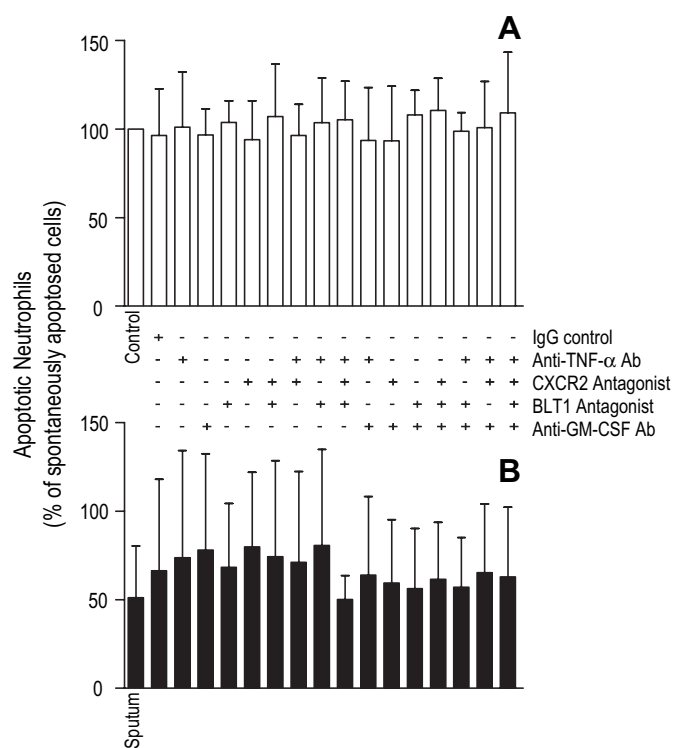 A
150
100
50
0
Apoptotic Neutrophils
(% of spontaneously apoptosed cells)
Control
+ - - - - - - - - - - - - - - - IgG control
- + - - - - + + + + - - - + + + Anti-TNF-α Ab
- - - - + + + - + - + - + - + + CXCR2 Antagonist
- - - + - + - + + - - + + + - + BLT1 Antagonist
- - + - - - - - - + + + + + + + Anti-GM-CSF Ab
B
150
100
50
0
Sputum